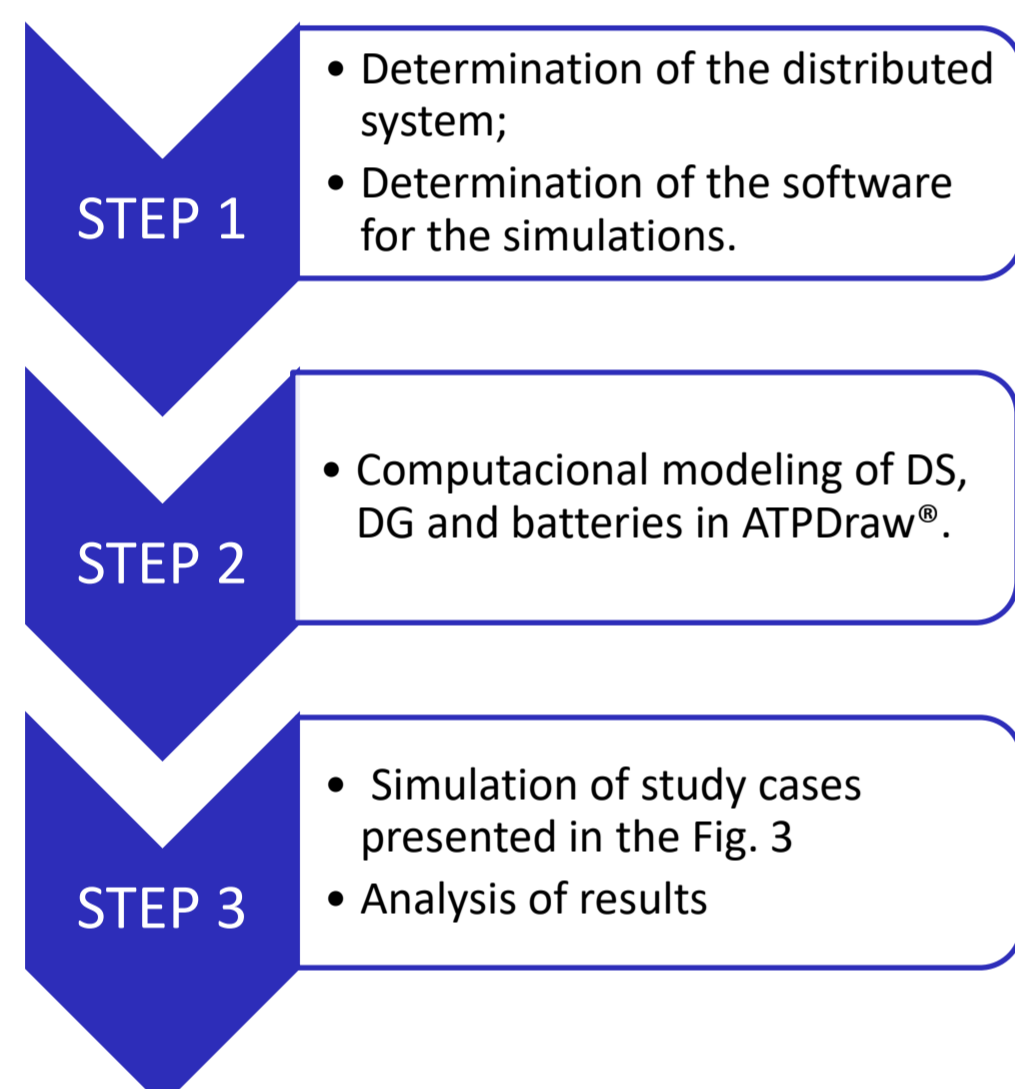 STEP 1
• Determination of the distributed
system;
• Determination of the software
for the simulations.
STEP 2
• Computacional modeling of DS,
DG and batteries in ATPDraw®.
STEP 3
• Simulation of study cases
presented in the Fig. 3
• Analysis of results